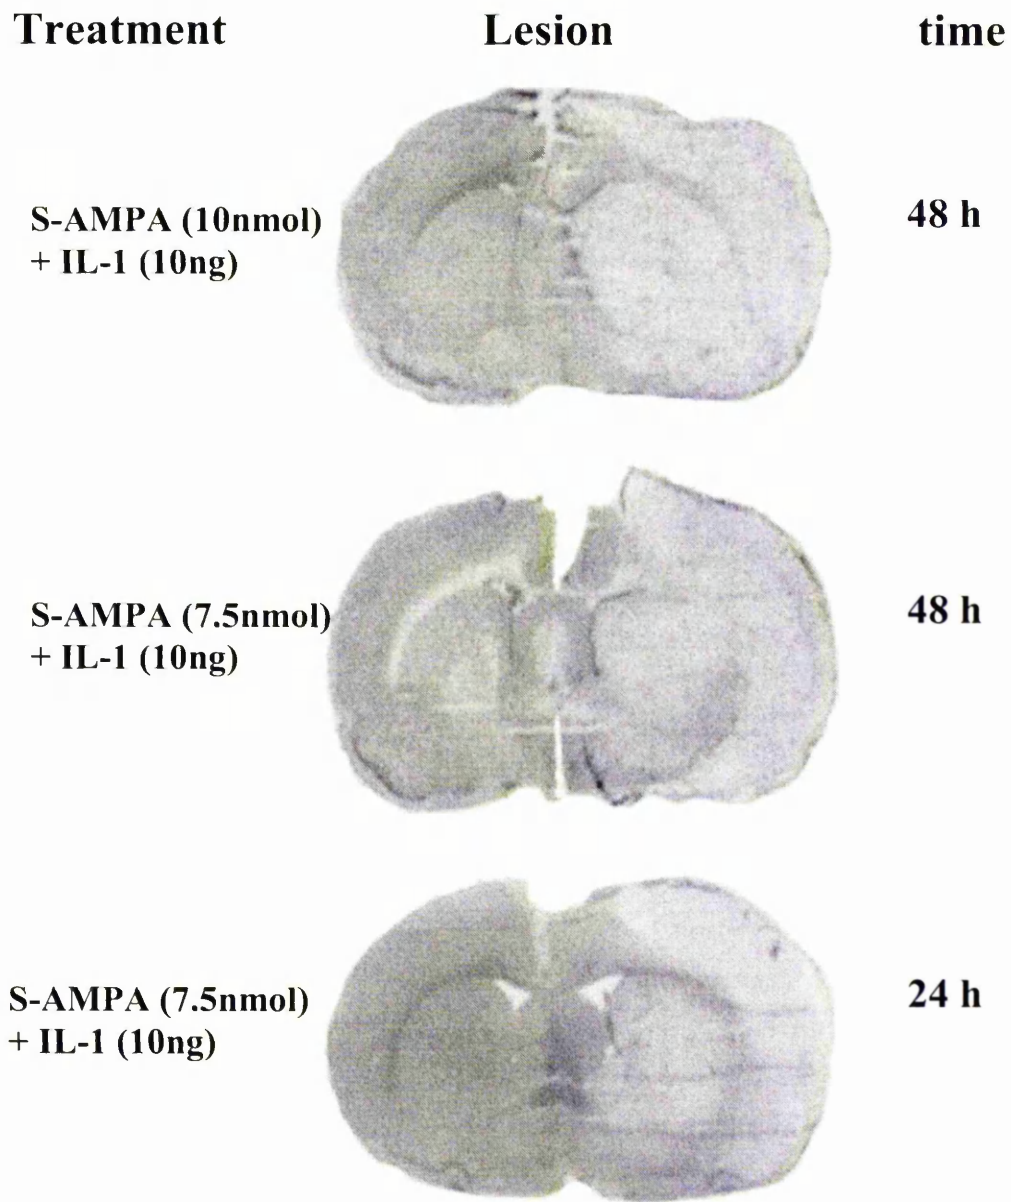 Treatment Lesion time
S-AMPA (10nmol)
+ IL-1 (10ng)
48 h
S-AMPA (7.5nmol)
+ IL-1 (10ng)
48 h
S-AMPA (7.5nmol)
+ IL-1 (10ng)
24 h